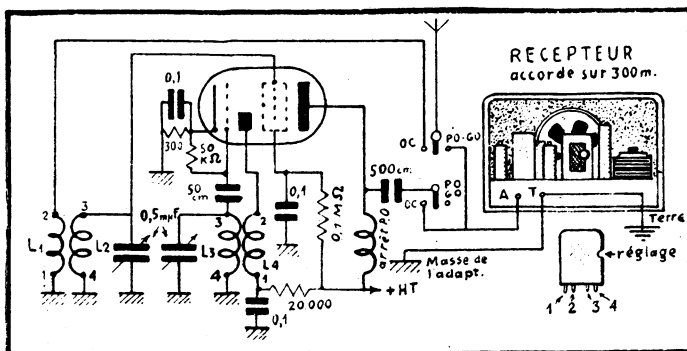 RECEPTEUR
accordé sur 300m.
0,1
300
50
KΩ
50
cm
0,1
0,1 MΩ
arrêt P.O
500cm
OC
PO-GO
PO
GO
OC
A
T
Terre
Masse de
l'adapt.
réglage
1 2 3 4
2
3
0,5mμF
3
2
L1
L2
L3
L4
1
4
4
1
20.000
+HT
0,1